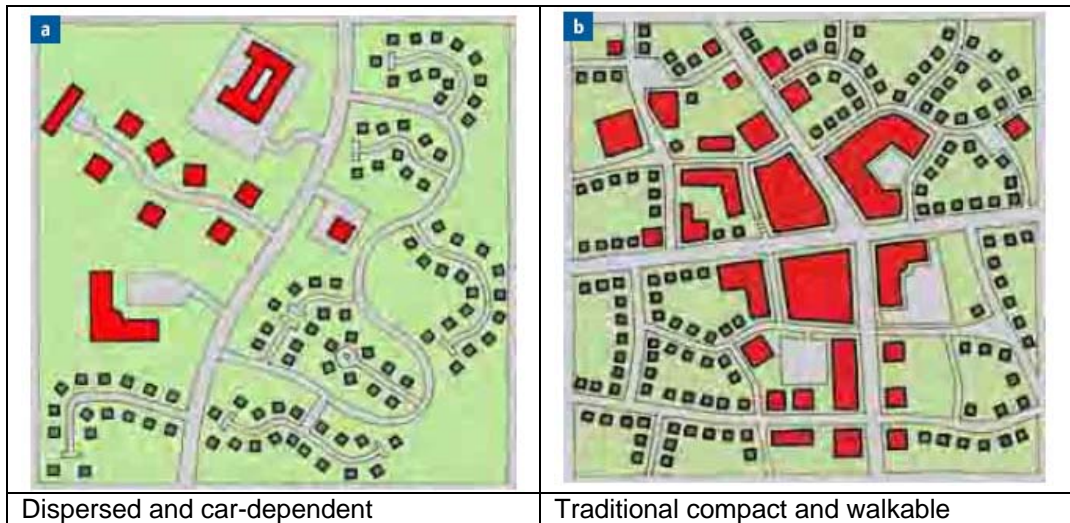 a
b
Dispersed and car-dependent
Traditional compact and walkable